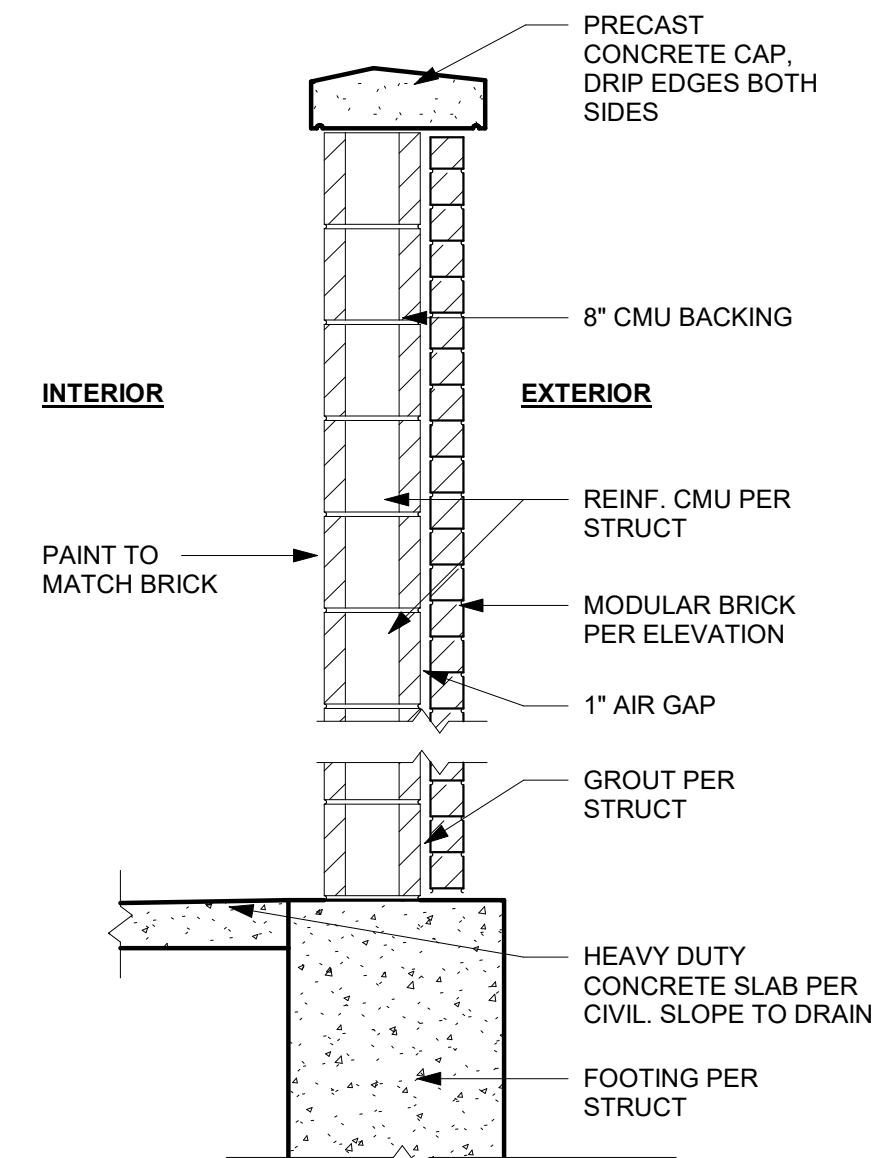 PRECAST
CONCRETE CAP,
DRIP EDGES BOTH
SIDES
8" CMU BACKING
INTERIOR
EXTERIOR
REINF. CMU PER
STRUCT
PAINT TO
MATCH BRICK
MODULAR BRICK
PER ELEVATION
1" AIR GAP
GROUT PER
STRUCT
HEAVY DUTY
CONCRETE SLAB PER
CIVIL. SLOPE TO DRAIN
FOOTING PER
STRUCT